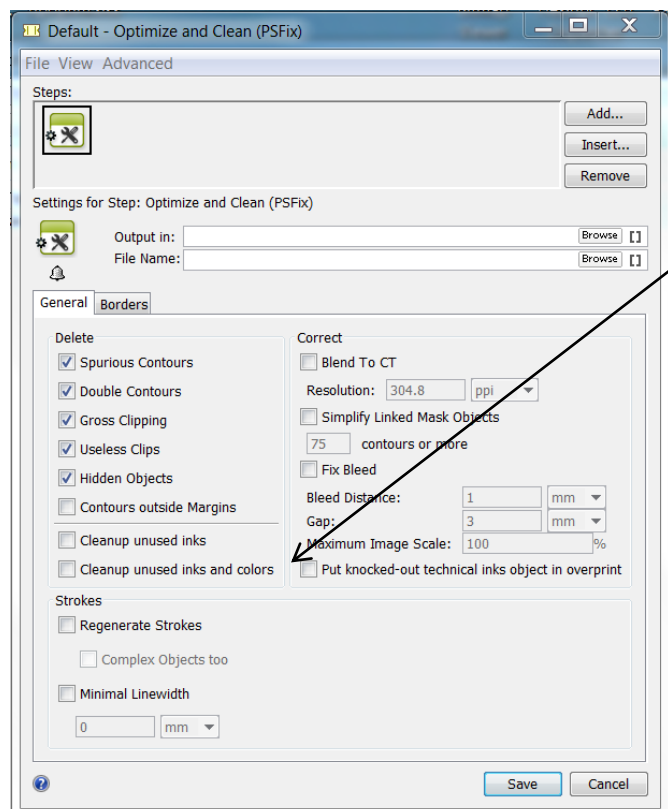 Default - Optimize and Clean (PSFix)
File View Advanced
Steps:
Add...
Insert...
Remove
Settings for Step: Optimize and Clean (PSFix)
Output in: Browse []
File Name: Browse []
General Borders
Delete
Spurious Contours
Double Contours
Gross Clipping
Useless Clips
Hidden Objects
Contours outside Margins
Cleanup unused inks
Cleanup unused inks and colors
Correct
Blend To CT
Resolution: 304.8 ppi
Simplify Linked Mask Objects
75 contours or more
Fix Bleed
Bleed Distance: 1 mm
Gap: 3 mm
Maximum Image Scale: 100 %
Put knocked-out technical inks object in overprint
Strokes
Regenerate Strokes
Complex Objects too
Minimal Linewidth
0 mm
? Save Cancel